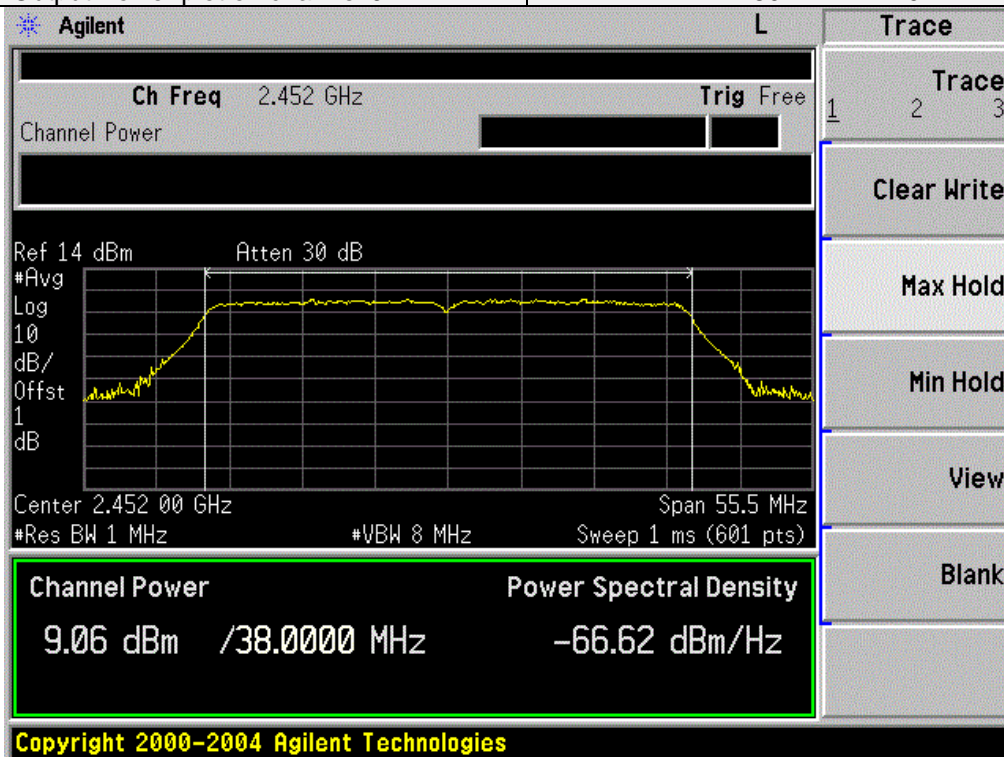 Agilent L Trace
Ch Freq 2.452 GHz Trig Free
Channel Power
Trace
1 2 3
Clear Write
Max Hold
Min Hold
View
Blank
Ref 14 dBm Atten 30 dB
#Avg
Log
10
dB/
Offst
1
dB
Center 2.452 00 GHz Span 55.5 MHz
#Res BW 1 MHz #VBW 8 MHz Sweep 1 ms (601 pts)
Channel Power Power Spectral Density
9.06 dBm /38.0000 MHz -66.62 dBm/Hz
Copyright 2000-2004 Agilent Technologies